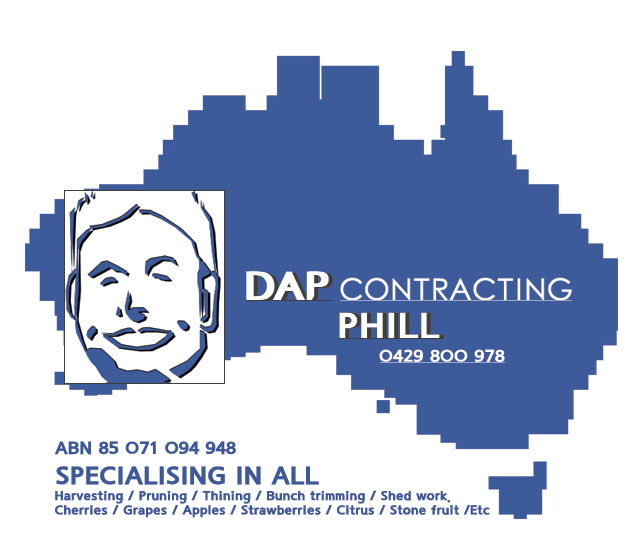 DAP CONTRACTING
PHILL
0429 800 978
ABN 85 071 094 948
SPECIALISING IN ALL
Harvesting / Pruning / Thining / Bunch trimming / Shed work,
Cherries / Grapes / Apples / Strawberries / Citrus / Stone fruit /Etc